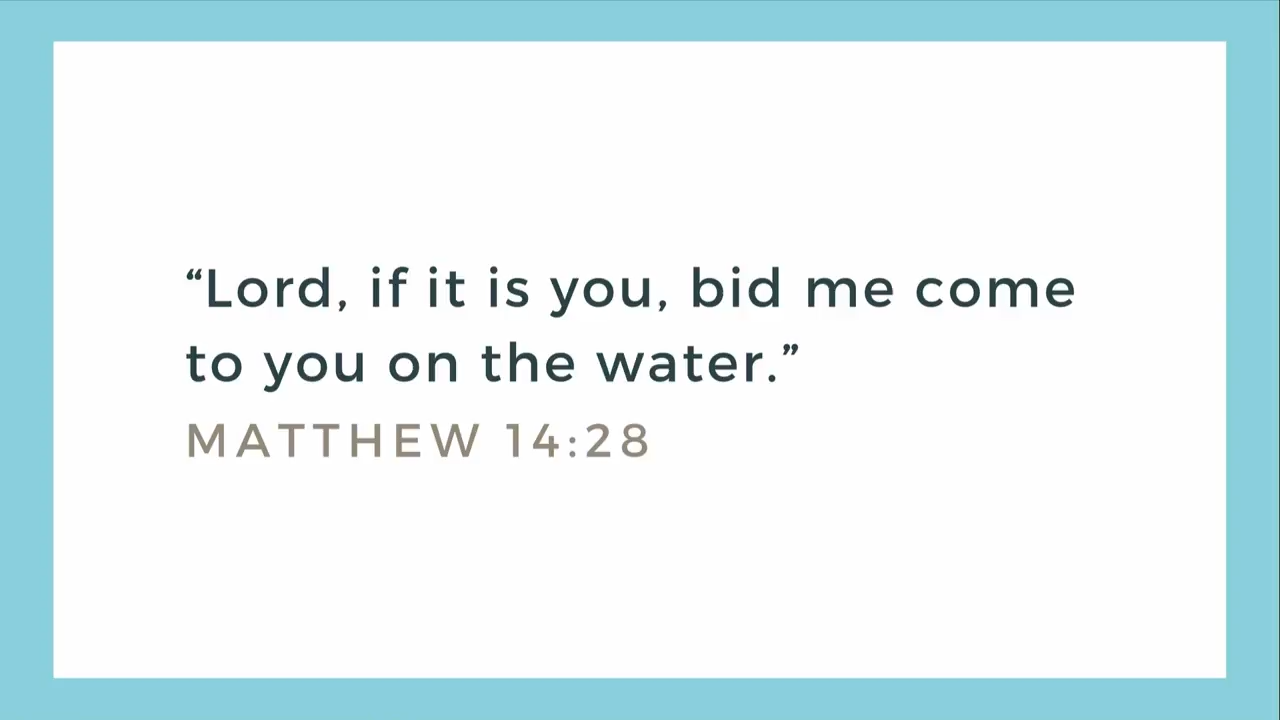 “Lord, if it is you, bid me come
to you on the water.”
MATTHEW 14:28